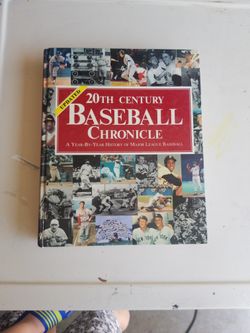 UPDATED
20TH CENTURY
BASEBALL
CHRONICLE
A YEAR-BY-YEAR HISTORY OF MAJOR LEAGUE BASEBALL